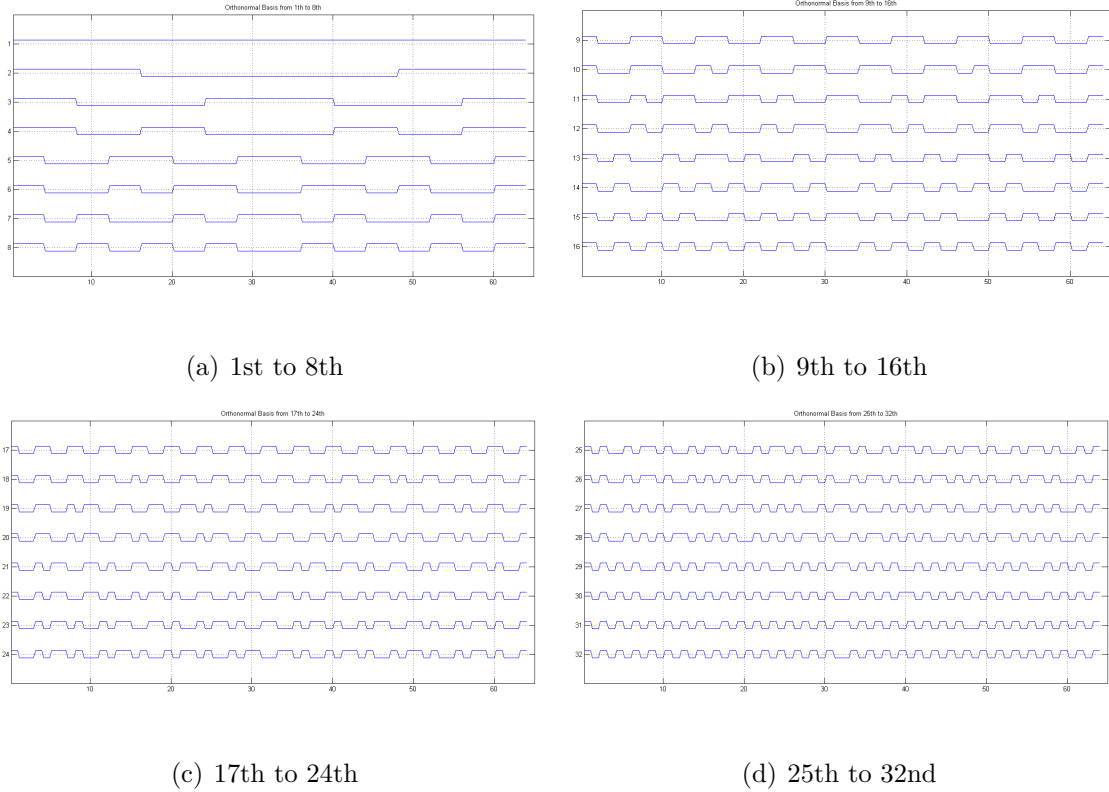 Orthonormal Basis from 1th to 8th
1
2
3
4
5
6
7
8
10 20 30 40 50 60
(a) 1st to 8th
Orthonormal Basis from 9th to 16th
9
10
11
12
13
14
15
16
10 20 30 40 50 60
(b) 9th to 16th
Orthonormal Basis from 17th to 24th
17
18
19
20
21
22
23
24
10 20 30 40 50 60
(c) 17th to 24th
Orthonormal Basis from 25th to 32th
25
26
27
28
29
30
31
32
10 20 30 40 50 60
(d) 25th to 32nd